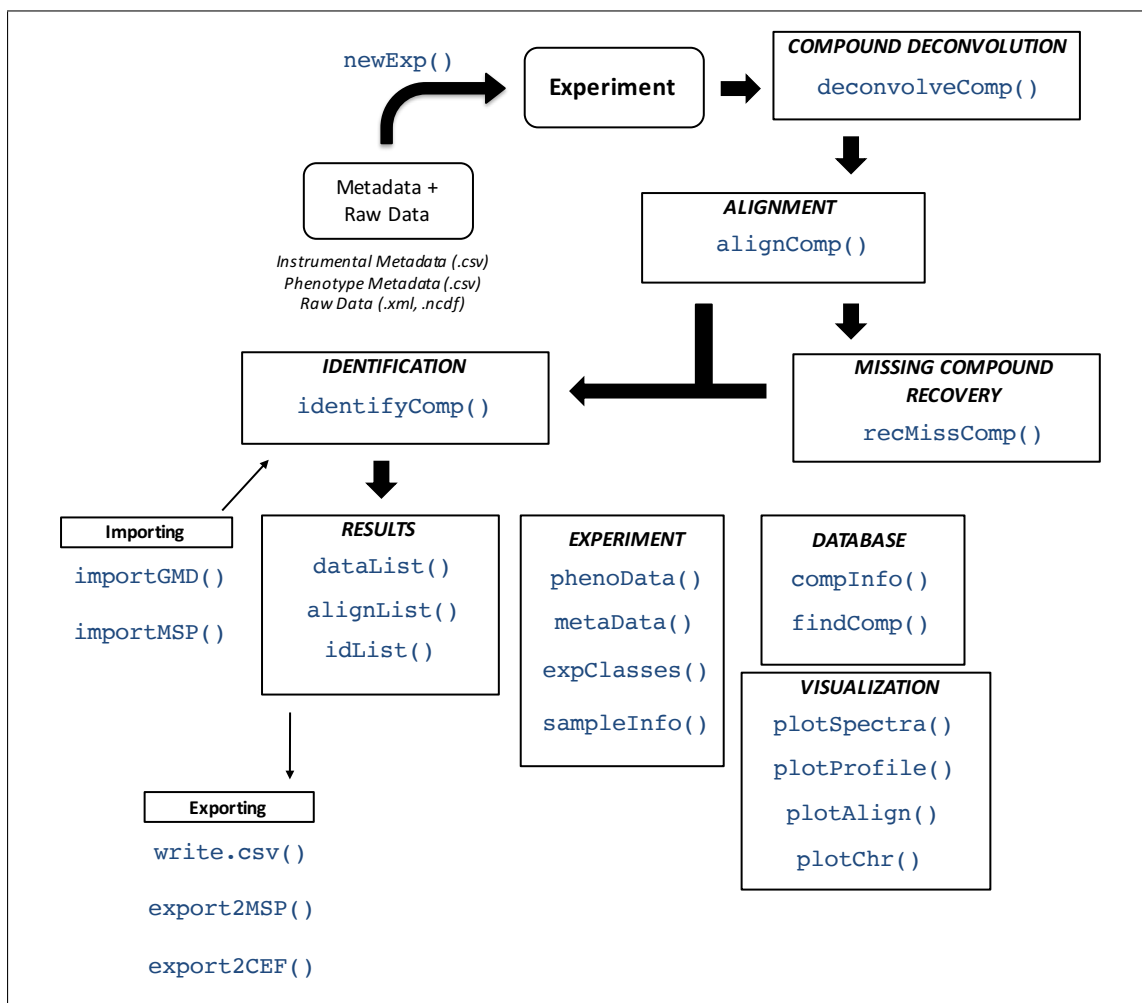 newExp()
Experiment
COMPOUND DECONVOLUTION
deconvolveComp()
Metadata +
Raw Data
Instrumental Metadata (.csv)
Phenotype Metadata (.csv)
Raw Data (.xml, .ncdf)
ALIGNMENT
alignComp()
IDENTIFICATION
identifyComp()
MISSING COMPOUND
RECOVERY
recMissComp()
Importing
importGMD()
importMSP()
RESULTS
dataList()
alignList()
idList()
EXPERIMENT
phenoData()
metaData()
expClasses()
sampleInfo()
DATABASE
compInfo()
findComp()
VISUALIZATION
plotSpectra()
plotProfile()
plotAlign()
plotChr()
Exporting
write.csv()
export2MSP()
export2CEF()